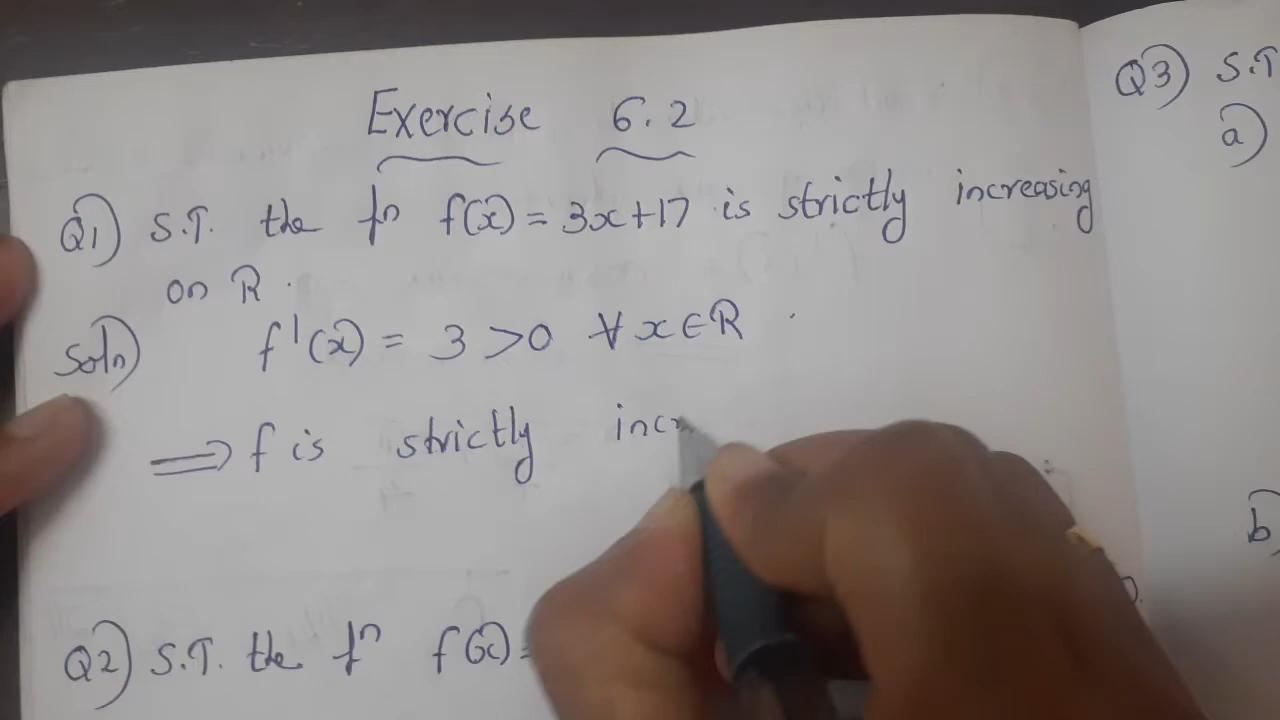 Exercise 6.2
Q1) S.T. the fn f(x) = 3x+17 is strictly increasing
on R.
Soln) f'(x) = 3 >0 ∀ x∈R .
⟹ f is strictly incr
Q2) S.T. the fn f(x) =
Q3) S.T
a)
b